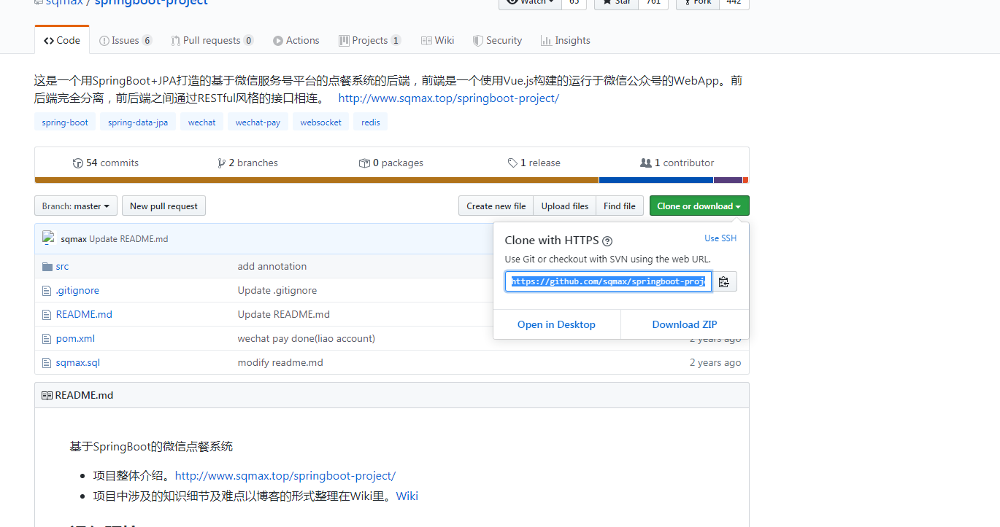 sqmax / springboot-project
Watch 65 Star 761 Fork 442
Code Issues 6 Pull requests 0 Actions Projects 1 Wiki Security Insights
这是一个用SpringBoot+JPA打造的基于微信服务号平台的点餐系统的后端，前端是一个使用Vue.js构建的运行于微信公众号的WebApp。前
后端完全分离，前后端之间通过RESTful风格的接口相连。 http://www.sqmax.top/springboot-project/
spring-boot spring-data-jpa wechat wechat-pay websocket redis
54 commits 2 branches 0 packages 1 release 1 contributor
Branch: master New pull request Create new file Upload files Find file Clone or download
sqmax Update README.md
Clone with HTTPS Use SSH
Use Git or checkout with SVN using the web URL.
https://github.com/sqmax/springboot-proj
Open in Desktop Download ZIP
src add annotation
.gitignore Update .gitignore
README.md Update README.md
pom.xml wechat pay done(liao account) 2 years ago
sqmax.sql modify readme.md 2 years ago
README.md
基于SpringBoot的微信点餐系统
项目整体介绍。http://www.sqmax.top/springboot-project/
项目中涉及的知识细节及难点以博客的形式整理在Wiki里。Wiki